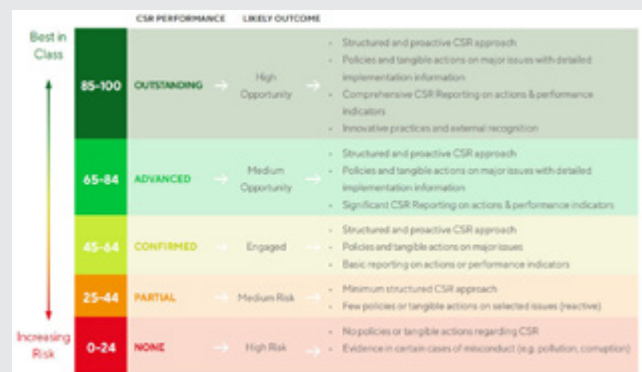 CSR PERFORMANCE LIKELY OUTCOME
Best in
Class
85-100 OUTSTANDING → High
Opportunity →
• Structured and proactive CSR approach
• Policies and tangible actions on major issues with detailed
implementation information
• Comprehensive CSR Reporting on actions & performance
indicators
• Innovative practices and external recognition
65-84 ADVANCED → Medium
Opportunity →
• Structured and proactive CSR approach
• Policies and tangible actions on major issues with detailed
implementation information
• Significant CSR Reporting on actions & performance indicators
45-64 CONFIRMED → Engaged →
• Structured and proactive CSR approach
• Policies and tangible actions on major issues
• Basic reporting on actions or performance indicators
25-44 PARTIAL → Medium Risk →
• Minimum structured CSR approach
• Few policies or tangible actions on selected issues (reactive)
Increasing
Risk
0-24 NONE → High Risk →
• No policies or tangible actions regarding CSR
• Evidence in certain cases of misconduct (e.g. pollution, corruption)